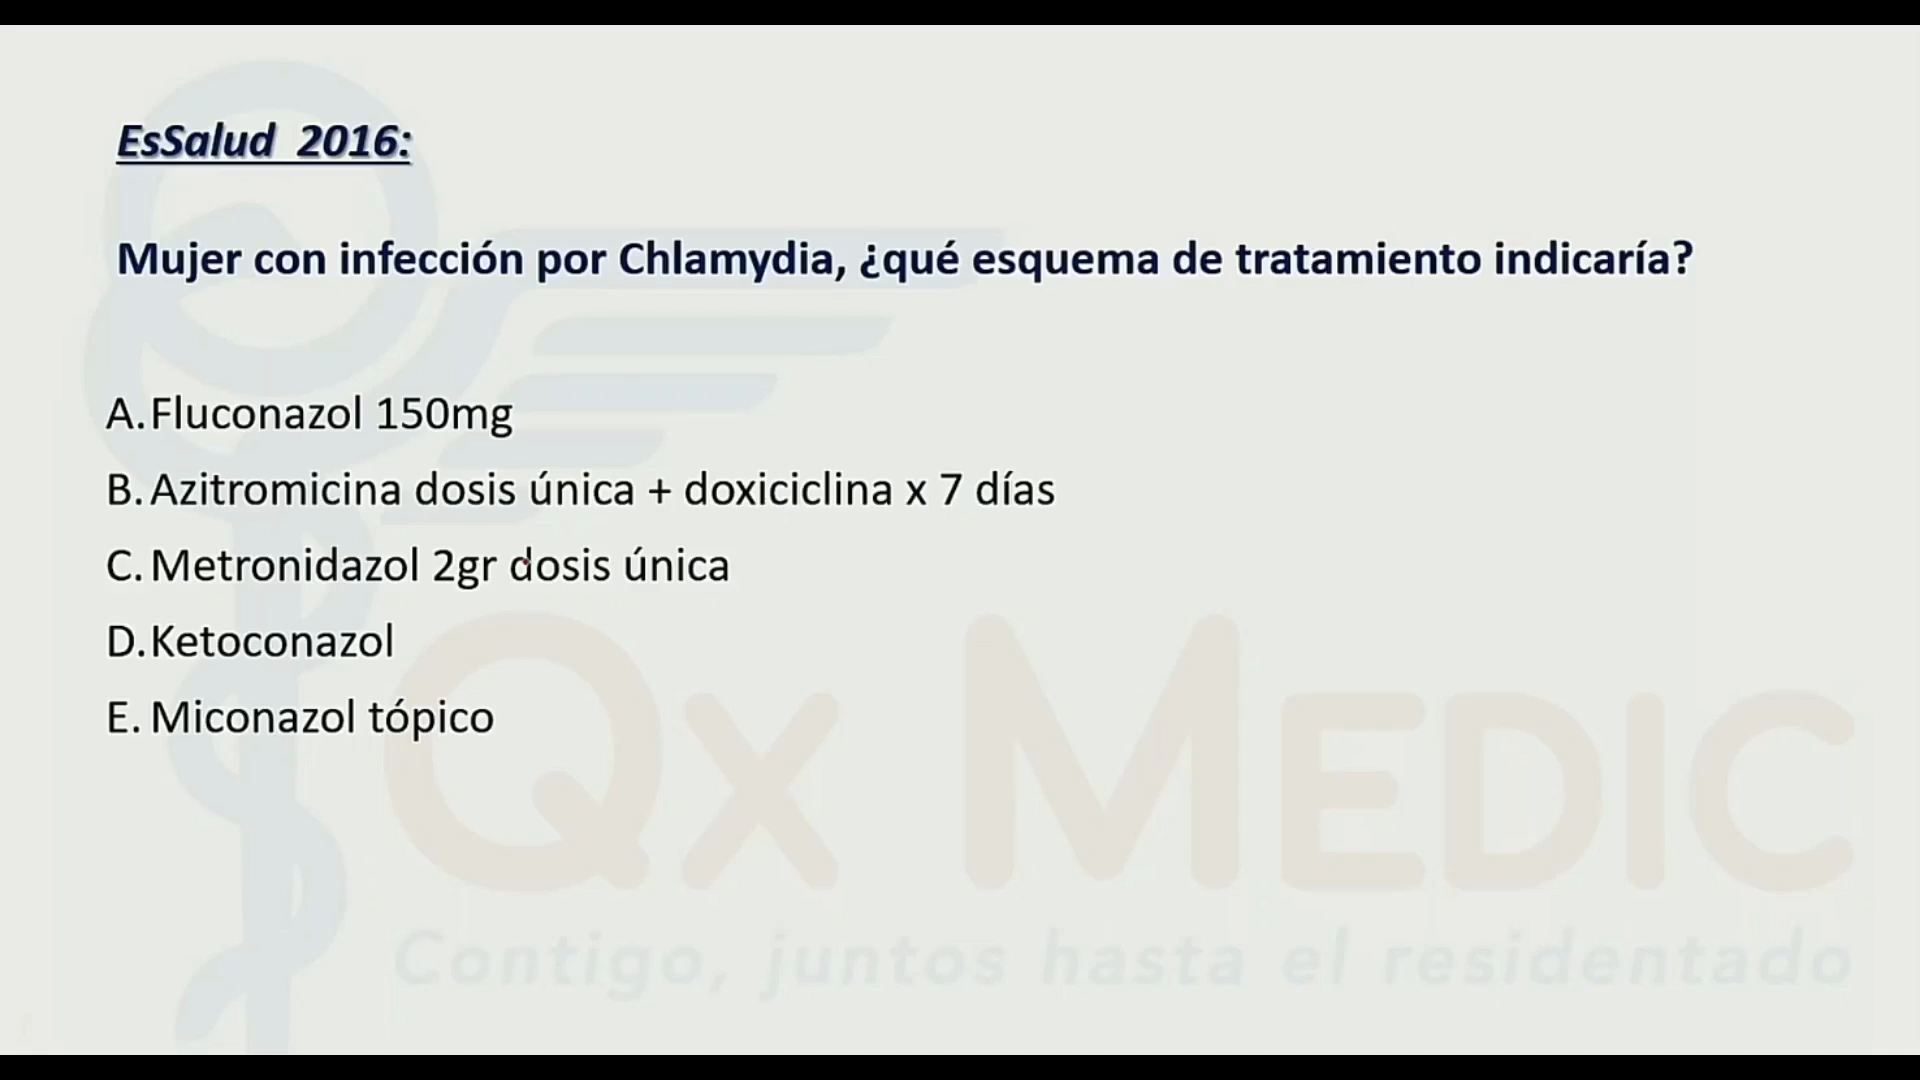 EsSalud 2016:
Mujer con infección por Chlamydia, ¿qué esquema de tratamiento indicaría?
A. Fluconazol 150mg
B. Azitromicina dosis única + doxiciclina x 7 días
C. Metronidazol 2gr dosis única
D. Ketoconazol
E. Miconazol tópico
Qx MEDIC
Contigo, juntos hasta el residentado